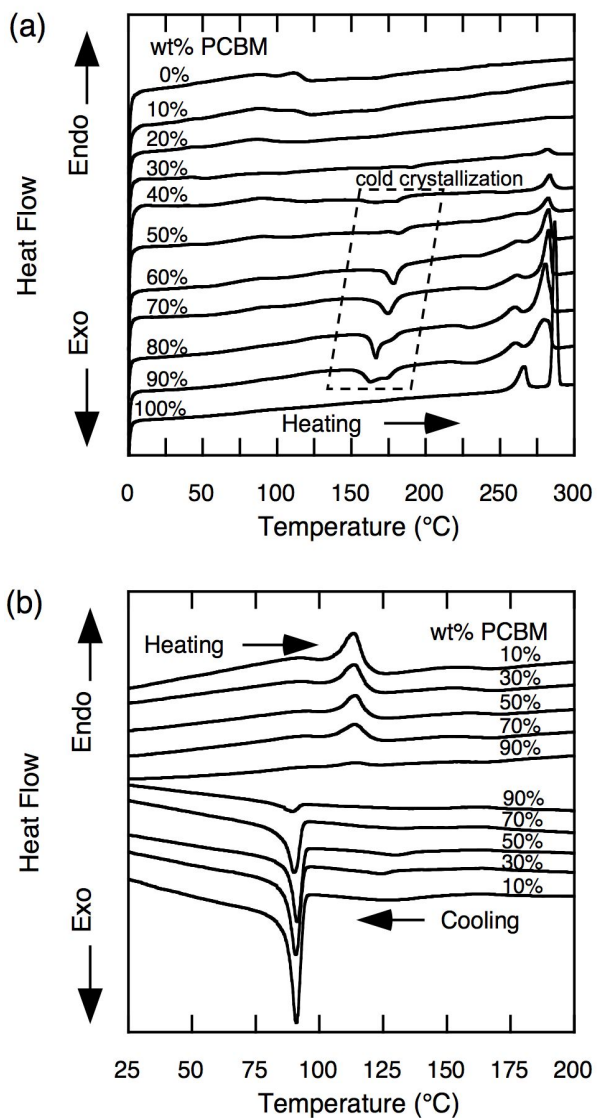 (a)
wt% PCBM
0%
10%
20%
30%
cold crystallization
40%
50%
60%
70%
80%
90%
100%
Heating
Endo
Heat Flow
Exo
0 50 100 150 200 250 300
Temperature (°C)
(b)
Heating
wt% PCBM
10%
30%
50%
70%
90%
90%
70%
50%
30%
10%
Cooling
Endo
Heat Flow
Exo
25 50 75 100 125 150 175 200
Temperature (°C)